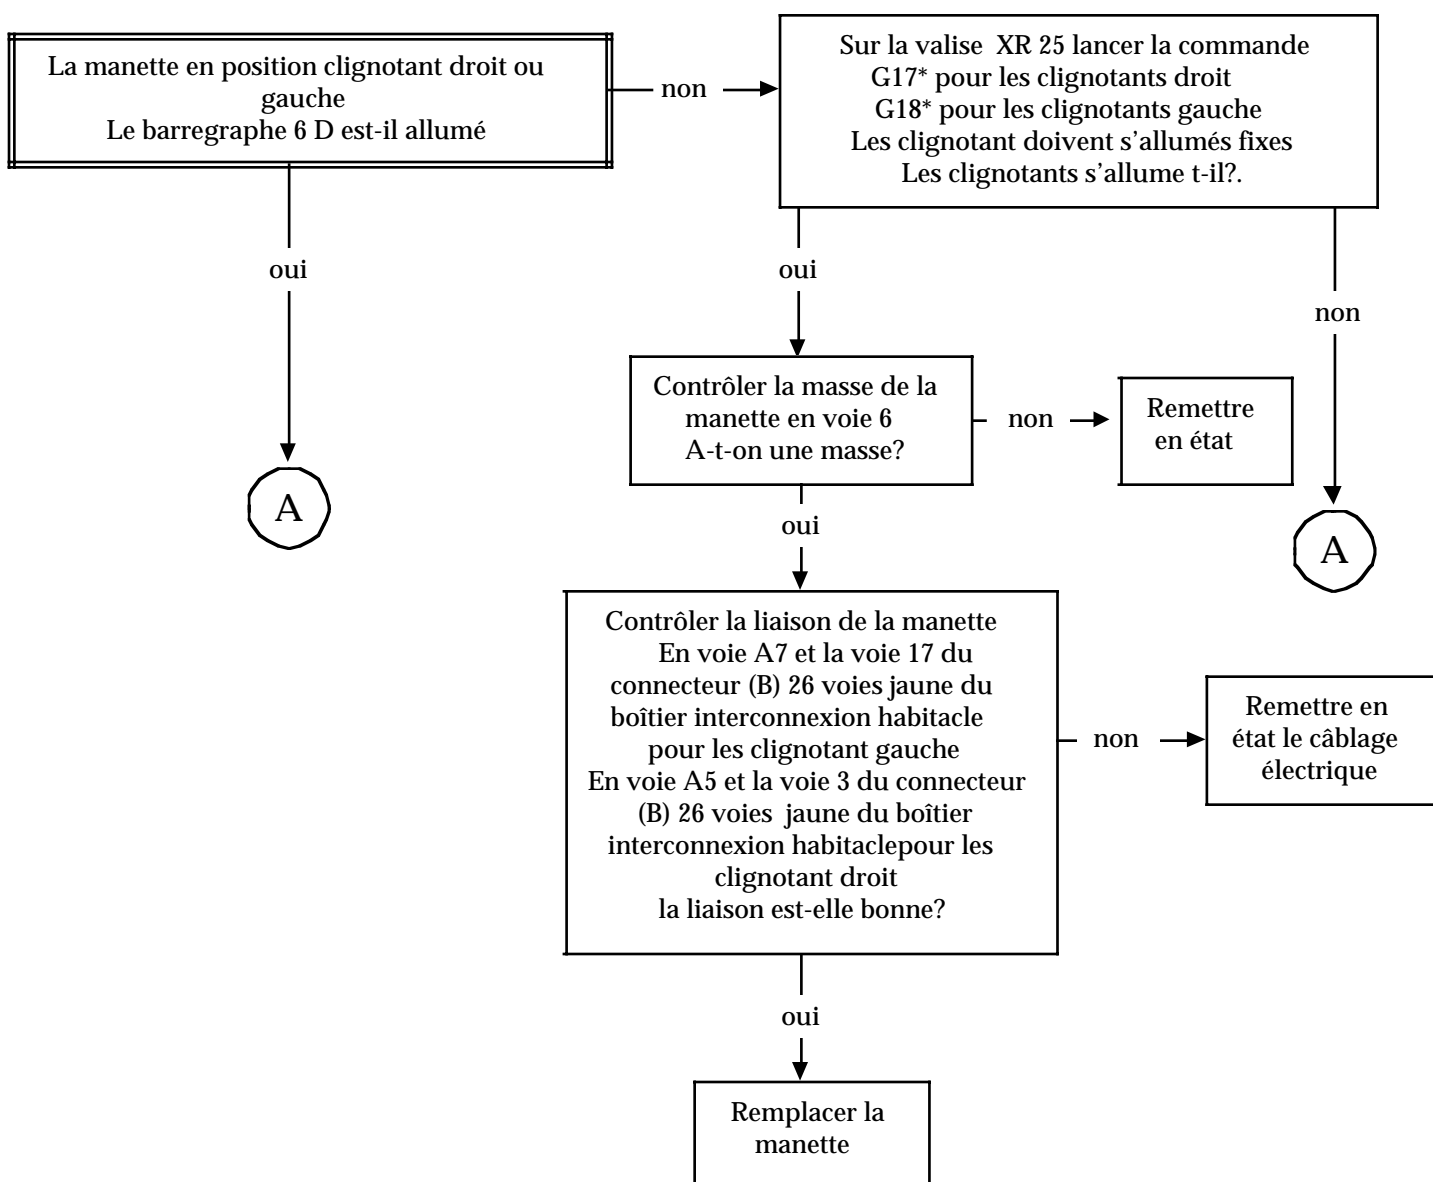 La manette en position clignotant droit ou
gauche
Le barregraphe 6 D est-il allumé
non
Sur la valise XR 25 lancer la commande
G17* pour les clignotants droit
G18* pour les clignotants gauche
Les clignotant doivent s’allumés fixes
Les clignotants s’allume t-il?.
oui
oui
non
Contrôler la masse de la
manette en voie 6
A-t-on une masse?
non
Remettre
en état
A
oui
A
Contrôler la liaison de la manette
En voie A7 et la voie 17 du
connecteur (B) 26 voies jaune du
boîtier interconnexion habitacle
pour les clignotant gauche
En voie A5 et la voie 3 du connecteur
(B) 26 voies jaune du boîtier
interconnexion habitaclepour les
clignotant droit
la liaison est-elle bonne?
non
Remettre en
état le câblage
électrique
oui
Remplacer la
manette